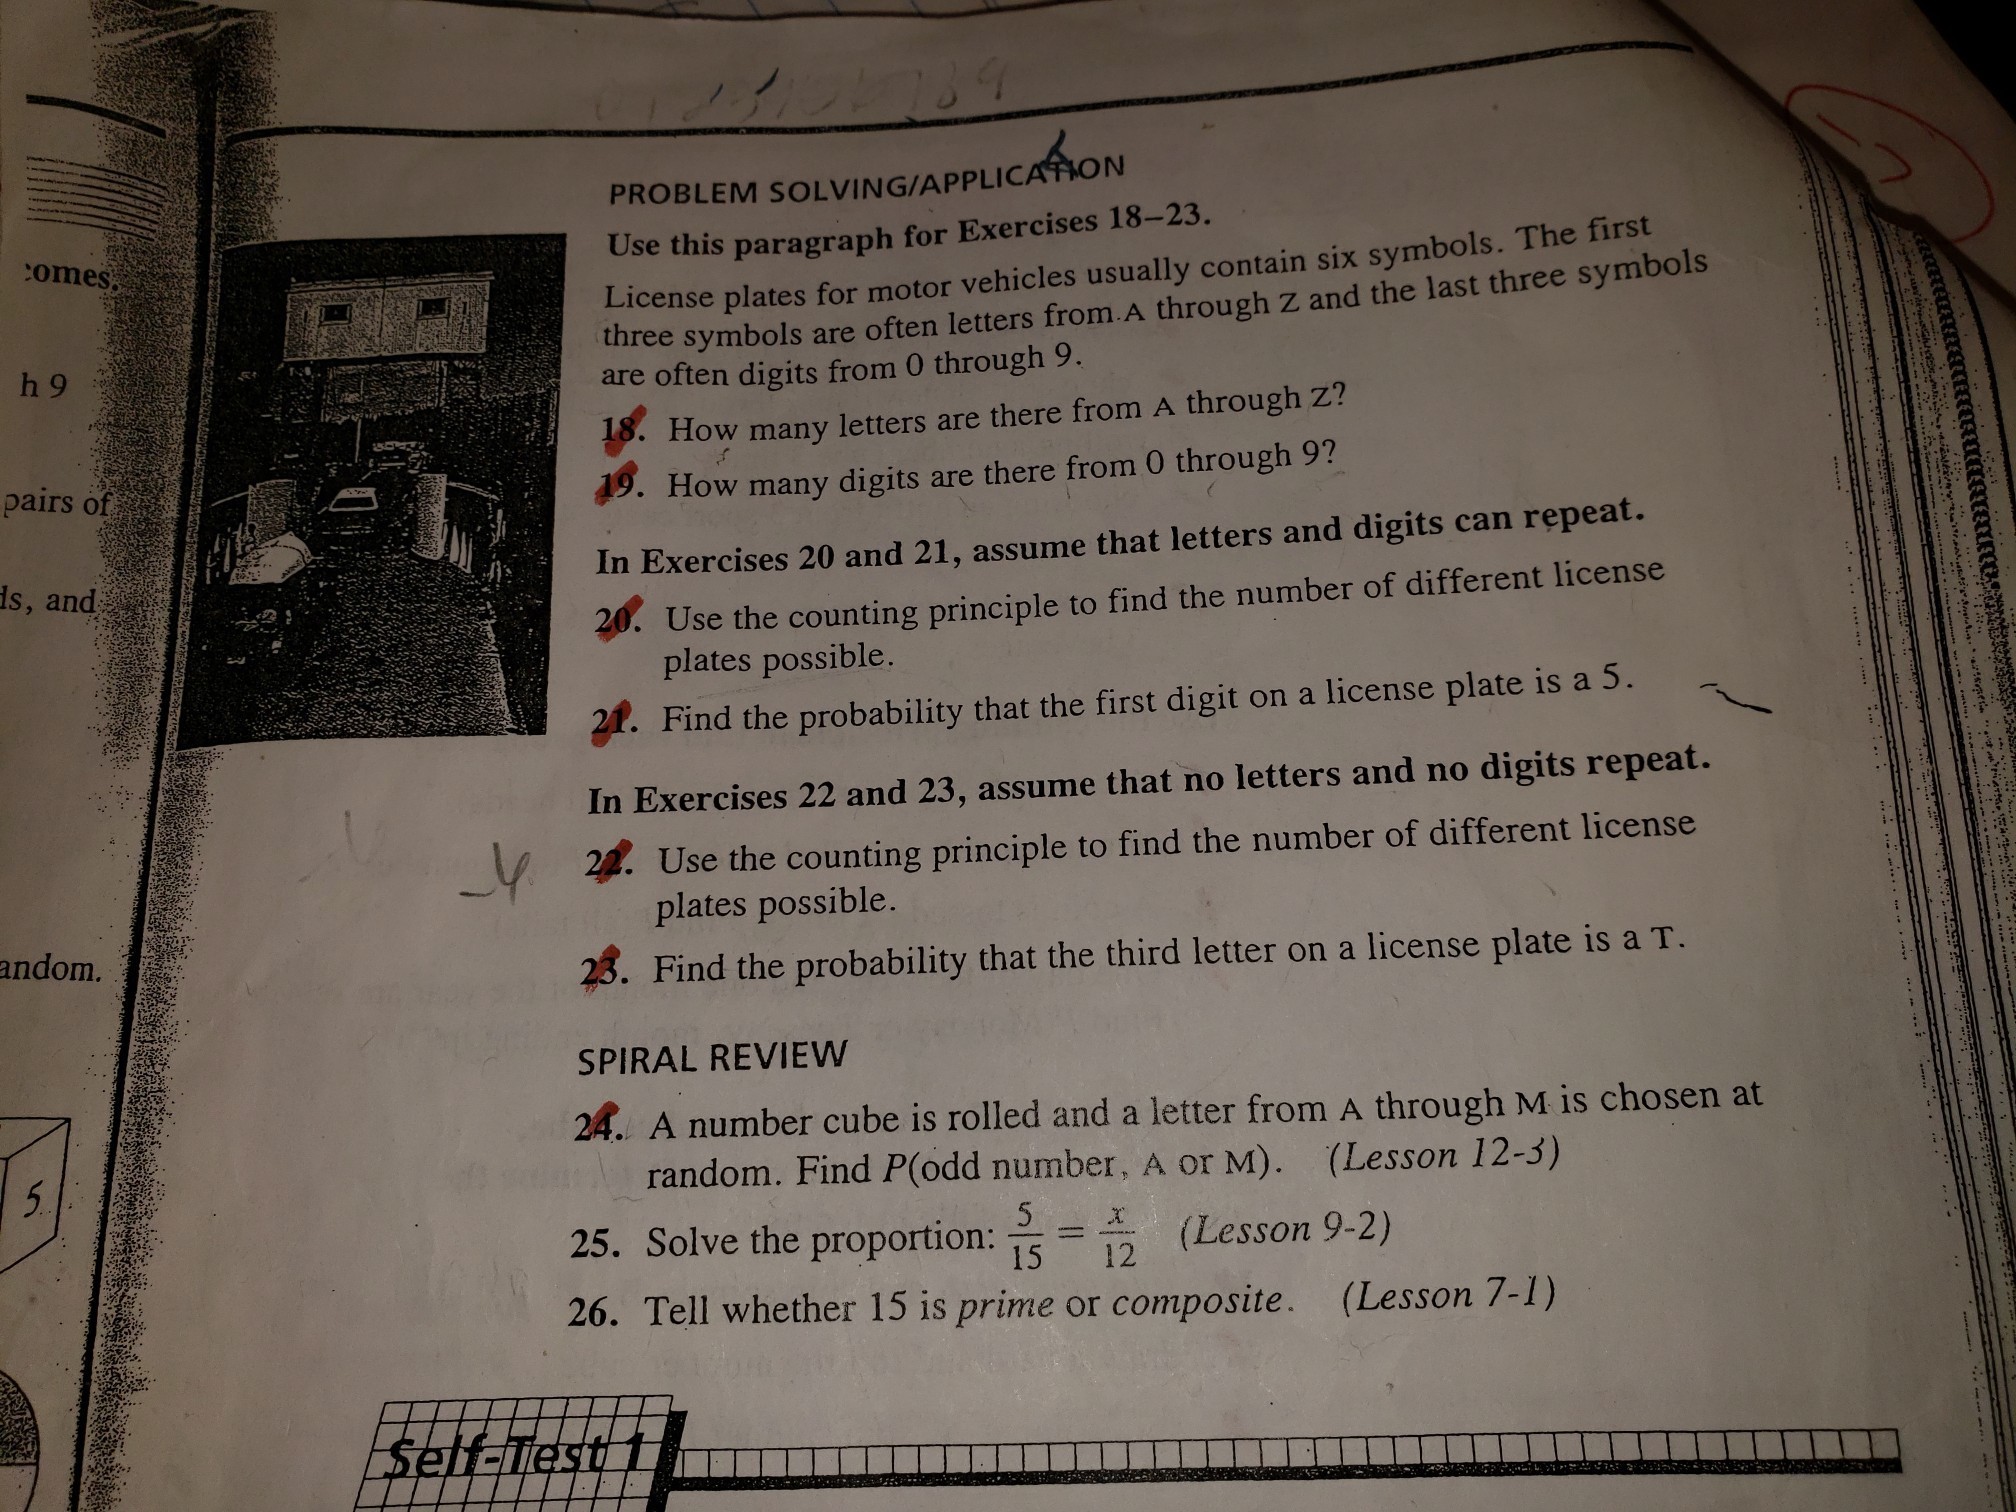 PROBLEM SOLVING/APPLICATION
Use this paragraph for Exercises 18–23.
License plates for motor vehicles usually contain six symbols. The first
three symbols are often letters from A through Z and the last three symbols
are often digits from 0 through 9.
18. How many letters are there from A through Z?
19. How many digits are there from 0 through 9?
In Exercises 20 and 21, assume that letters and digits can repeat.
20. Use the counting principle to find the number of different license
plates possible.
21. Find the probability that the first digit on a license plate is a 5.
In Exercises 22 and 23, assume that no letters and no digits repeat.
22. Use the counting principle to find the number of different license
plates possible.
23. Find the probability that the third letter on a license plate is a T.
SPIRAL REVIEW
24. A number cube is rolled and a letter from A through M is chosen at
random. Find P(odd number, A or M). (Lesson 12-3)
25. Solve the proportion: 5/15 = x/12 (Lesson 9-2)
26. Tell whether 15 is prime or composite. (Lesson 7-1)
Self-Test 1
h 9
pairs of
and
5